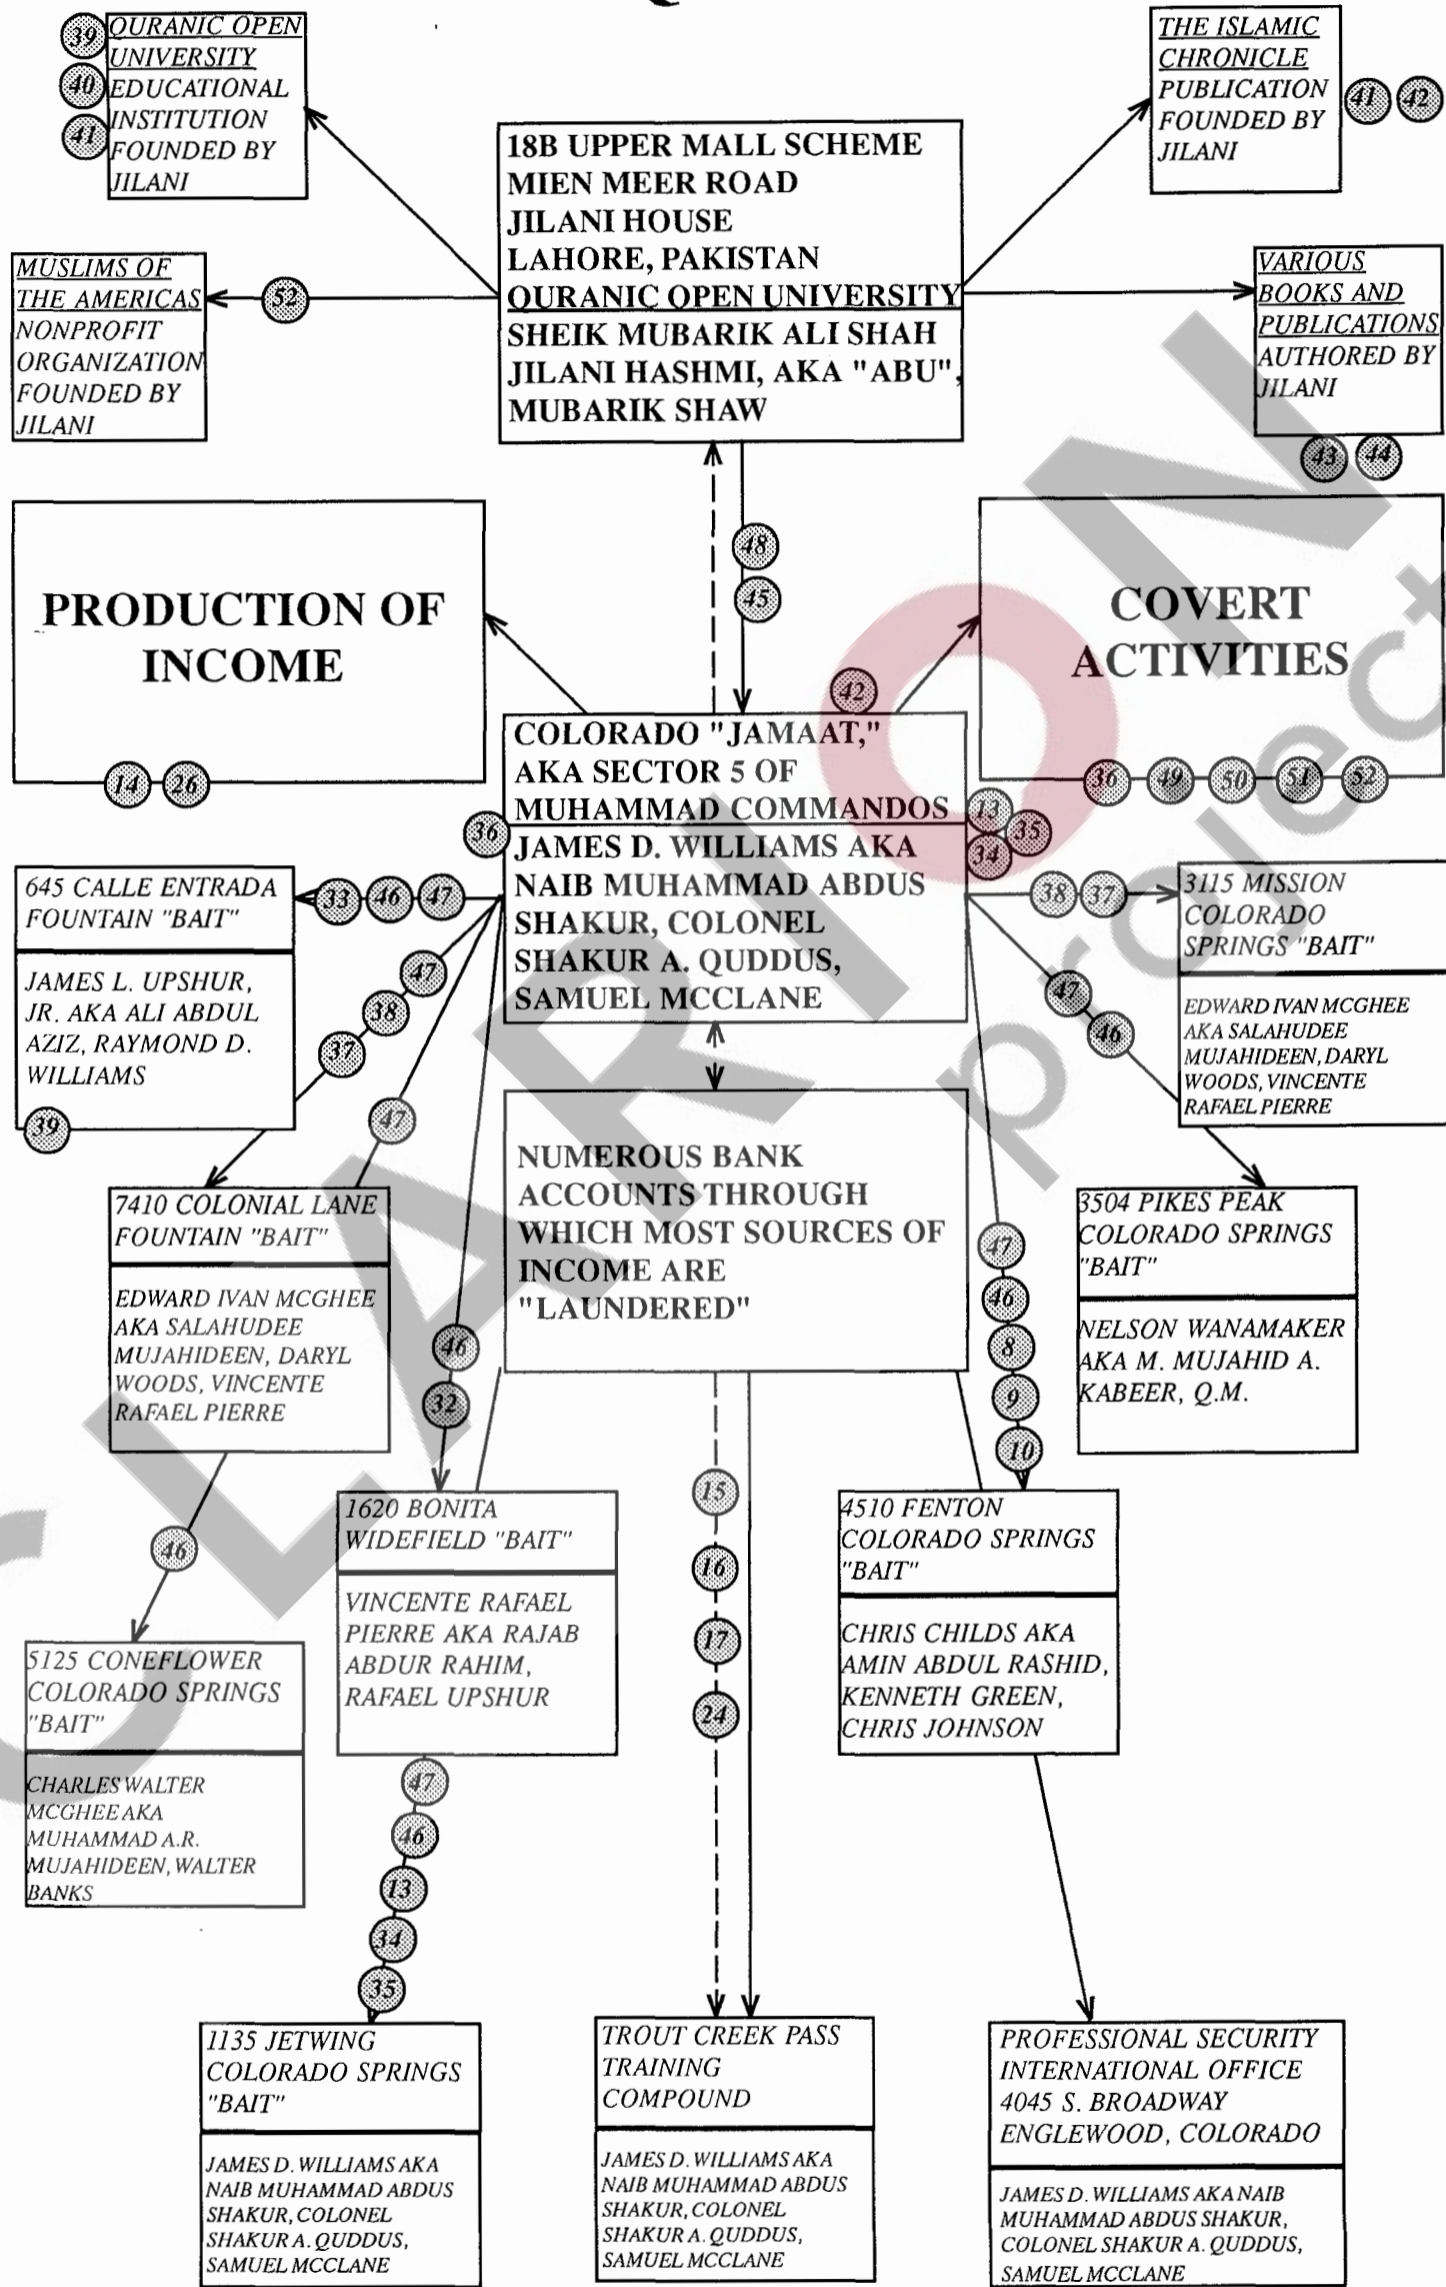 39
40
41
QURANIC OPEN
UNIVERSITY
EDUCATIONAL
INSTITUTION
FOUNDED BY
JILANI
THE ISLAMIC
CHRONICLE
PUBLICATION
FOUNDED BY
JILANI
41 42
18B UPPER MALL SCHEME
MIEN MEER ROAD
JILANI HOUSE
LAHORE, PAKISTAN
QURANIC OPEN UNIVERSITY
SHEIK MUBARIK ALI SHAH
JILANI HASHMI, AKA "ABU",
MUBARIK SHAW
MUSLIMS OF
THE AMERICAS
NONPROFIT
ORGANIZATION
FOUNDED BY
JILANI
52
VARIOUS
BOOKS AND
PUBLICATIONS
AUTHORED BY
JILANI
43 44
48
45
PRODUCTION OF
INCOME
14 26
COVERT
ACTIVITIES
36 49 50 51 52
42
COLORADO "JAMAAT,"
AKA SECTOR 5 OF
MUHAMMAD COMMANDOS
JAMES D. WILLIAMS AKA
NAIB MUHAMMAD ABDUS
SHAKUR, COLONEL
SHAKUR A. QUDDUS,
SAMUEL MCCLANE
36
13
35
34
645 CALLE ENTRADA
FOUNTAIN "BAIT"
JAMES L. UPSHUR,
JR. AKA ALI ABDUL
AZIZ, RAYMOND D.
WILLIAMS
39
33 46 47
47
38
37
47
38 37
3115 MISSION
COLORADO
SPRINGS "BAIT"
EDWARD IVAN MCGHEE
AKA SALAHUDEE
MUJAHIDEEN, DARYL
WOODS, VINCENTE
RAFAEL PIERRE
47
46
NUMEROUS BANK
ACCOUNTS THROUGH
WHICH MOST SOURCES OF
INCOME ARE
"LAUNDERED"
7410 COLONIAL LANE
FOUNTAIN "BAIT"
EDWARD IVAN MCGHEE
AKA SALAHUDEE
MUJAHIDEEN, DARYL
WOODS, VINCENTE
RAFAEL PIERRE
3504 PIKES PEAK
COLORADO SPRINGS
"BAIT"
NELSON WANAMAKER
AKA M. MUJAHID A.
KABEER, Q.M.
46
32
47
46
8
9
10
46
1620 BONITA
WIDEFIELD "BAIT"
VINCENTE RAFAEL
PIERRE AKA RAJAB
ABDUR RAHIM,
RAFAEL UPSHUR
15
16
17
24
4510 FENTON
COLORADO SPRINGS
"BAIT"
CHRIS CHILDS AKA
AMIN ABDUL RASHID,
KENNETH GREEN,
CHRIS JOHNSON
5125 CONEFLOWER
COLORADO SPRINGS
"BAIT"
CHARLES WALTER
MCGHEE AKA
MUHAMMAD A.R.
MUJAHIDEEN, WALTER
BANKS
47
46
13
34
35
1135 JETWING
COLORADO SPRINGS
"BAIT"
JAMES D. WILLIAMS AKA
NAIB MUHAMMAD ABDUS
SHAKUR, COLONEL
SHAKUR A. QUDDUS,
SAMUEL MCCLANE
TROUT CREEK PASS
TRAINING
COMPOUND
JAMES D. WILLIAMS AKA
NAIB MUHAMMAD ABDUS
SHAKUR, COLONEL
SHAKUR A. QUDDUS,
SAMUEL MCCLANE
PROFESSIONAL SECURITY
INTERNATIONAL OFFICE
4045 S. BROADWAY
ENGLEWOOD, COLORADO
JAMES D. WILLIAMS AKA NAIB
MUHAMMAD ABDUS SHAKUR,
COLONEL SHAKUR A. QUDDUS,
SAMUEL MCCLANE
CLARION
project